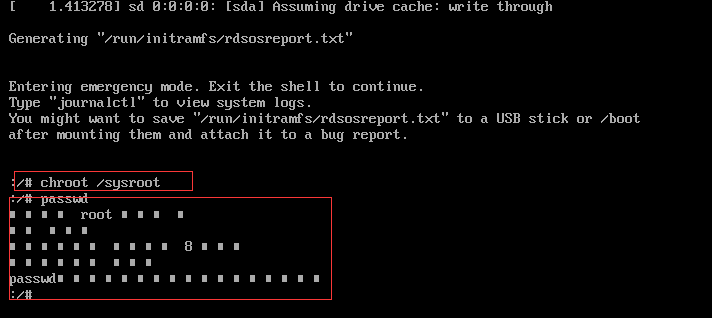 [    1.413278] sd 0:0:0:0: [sda] Assuming drive cache: write through
Generating "/run/initramfs/rdsosreport.txt"
Entering emergency mode. Exit the shell to continue.
Type "journalctl" to view system logs.
You might want to save "/run/initramfs/rdsosreport.txt" to a USB stick or /boot
after mounting them and attach it to a bug report.
:/# chroot /sysroot
:/# passwd
■ ■ ■ ■  root ■ ■ ■  ■
■ ■  ■ ■ ■
■ ■ ■ ■ ■ ■  ■ ■ ■ ■  8 ■ ■ ■
■ ■ ■ ■ ■ ■  ■ ■ ■
passwd■ ■ ■ ■ ■ ■ ■ ■ ■ ■ ■ ■ ■ ■ ■ ■ ■
:/#